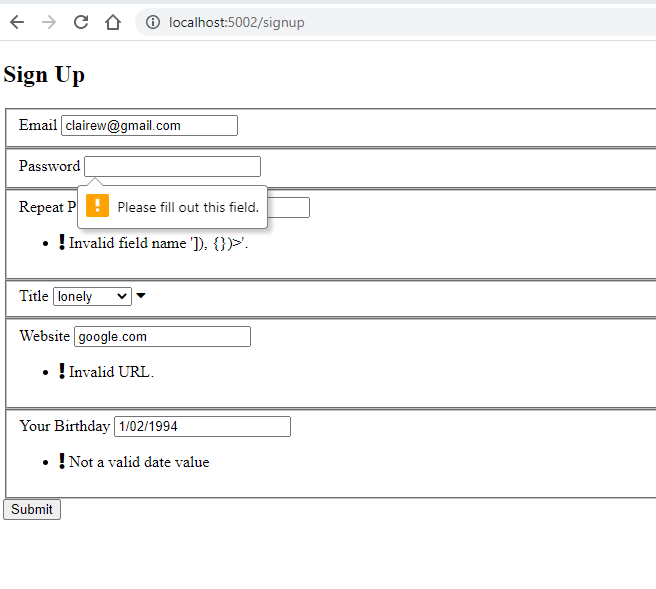 localhost:5002/signup
Sign Up
Email clairew@gmail.com
Password
Please fill out this field.
Repeat P
Invalid field name ']), {})>'.
Title lonely
Website google.com
Invalid URL.
Your Birthday 1/02/1994
Not a valid date value
Submit